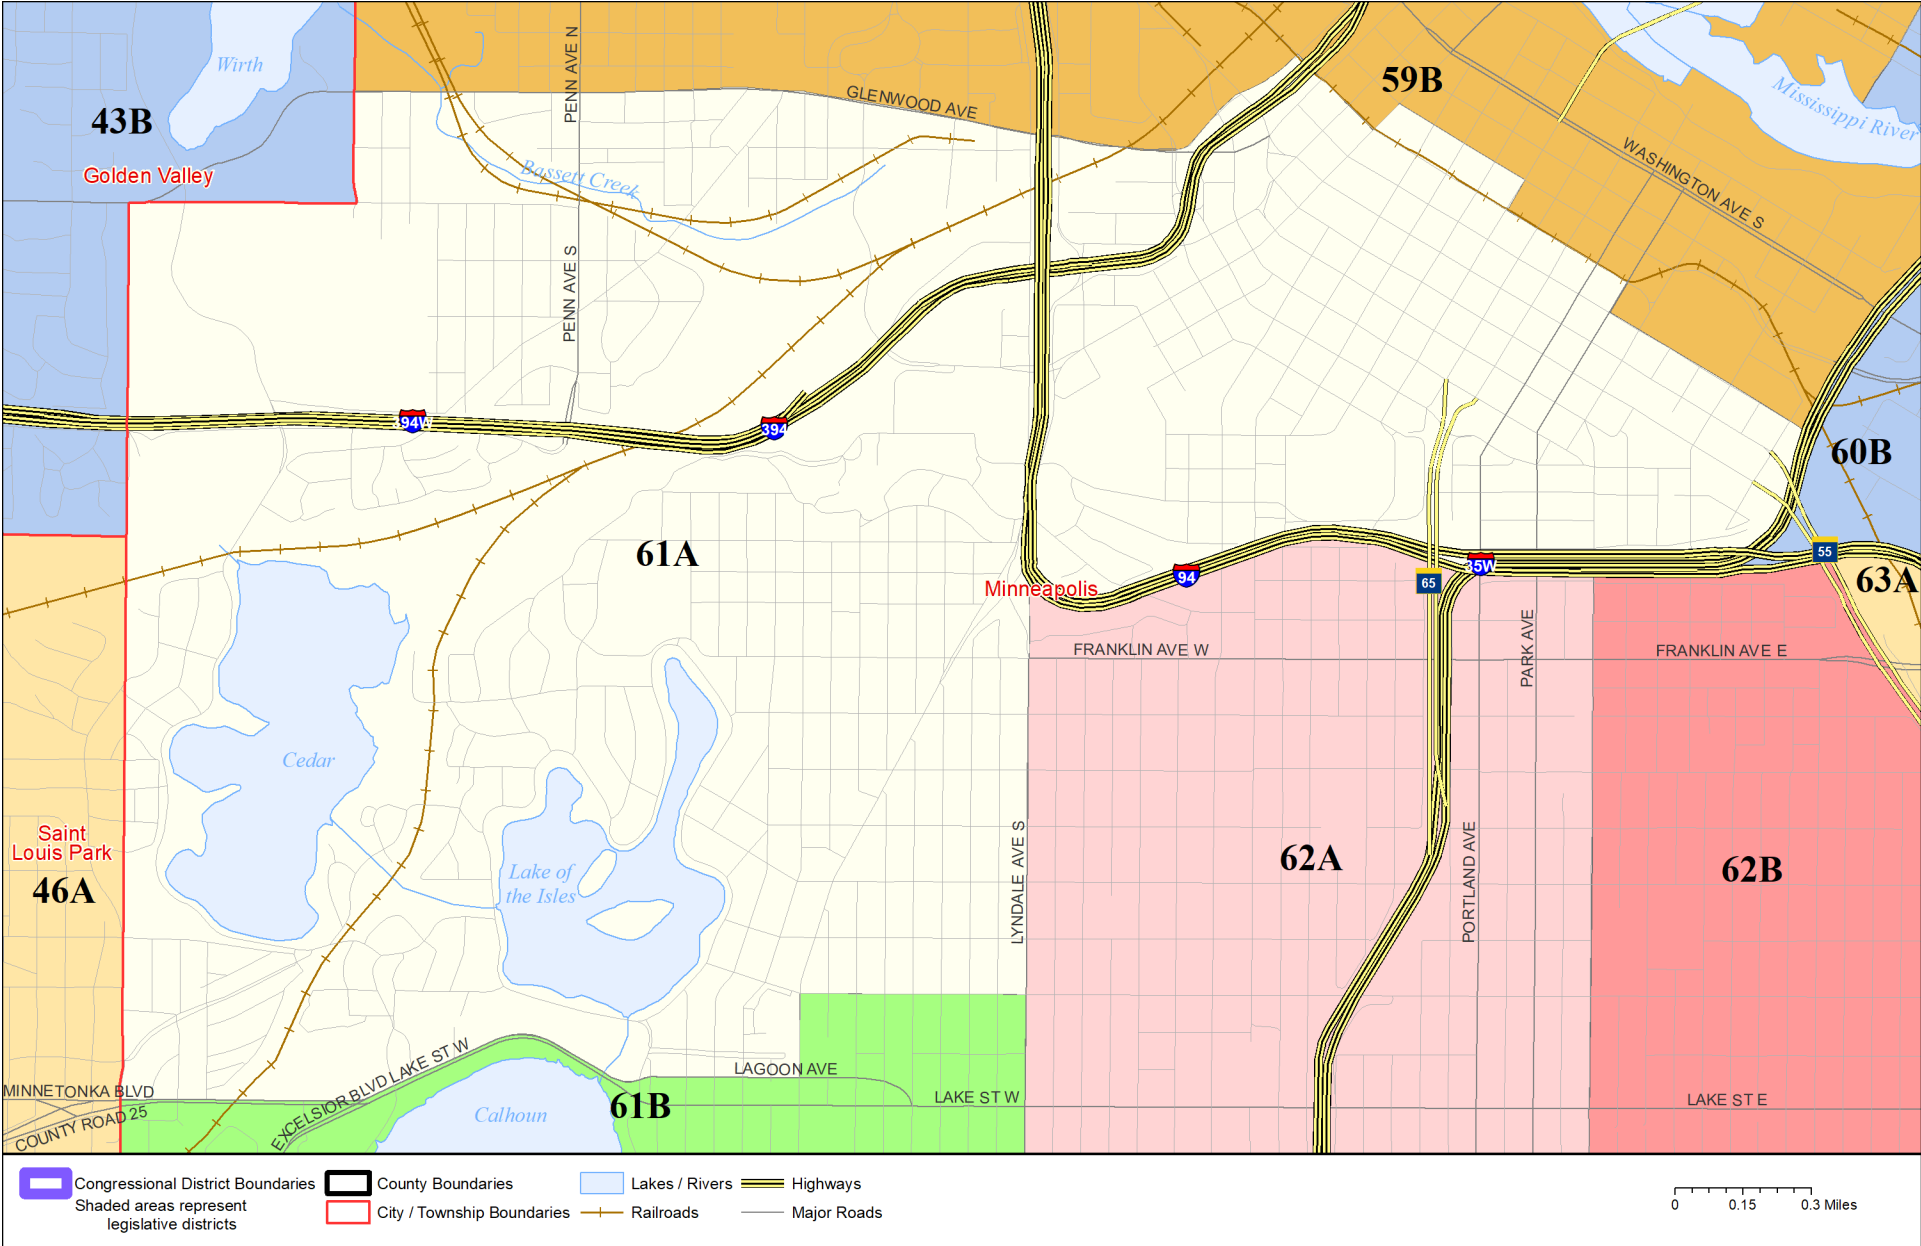 Wirth
43B
Golden Valley
PENN AVE N
GLENWOOD AVE
59B
Mississippi River
WASHINGTON AVE S
Bassett Creek
PENN AVE S
394W
394
60B
61A
Minneapolis
94
65
35W
55
63A
FRANKLIN AVE W
PARK AVE
FRANKLIN AVE E
Cedar
Saint
Louis Park
46A
Lake of
the Isles
LYNDALE AVE S
62A
PORTLAND AVE
62B
MINNETONKA BLVD
COUNTY ROAD 25
EXCELSIOR BLVD
LAKE ST W
LAGOON AVE
Calhoun
61B
LAKE ST W
LAKE ST E
Congressional District Boundaries
Shaded areas represent
legislative districts
County Boundaries
City / Township Boundaries
Lakes / Rivers
Railroads
Highways
Major Roads
0 0.15 0.3 Miles